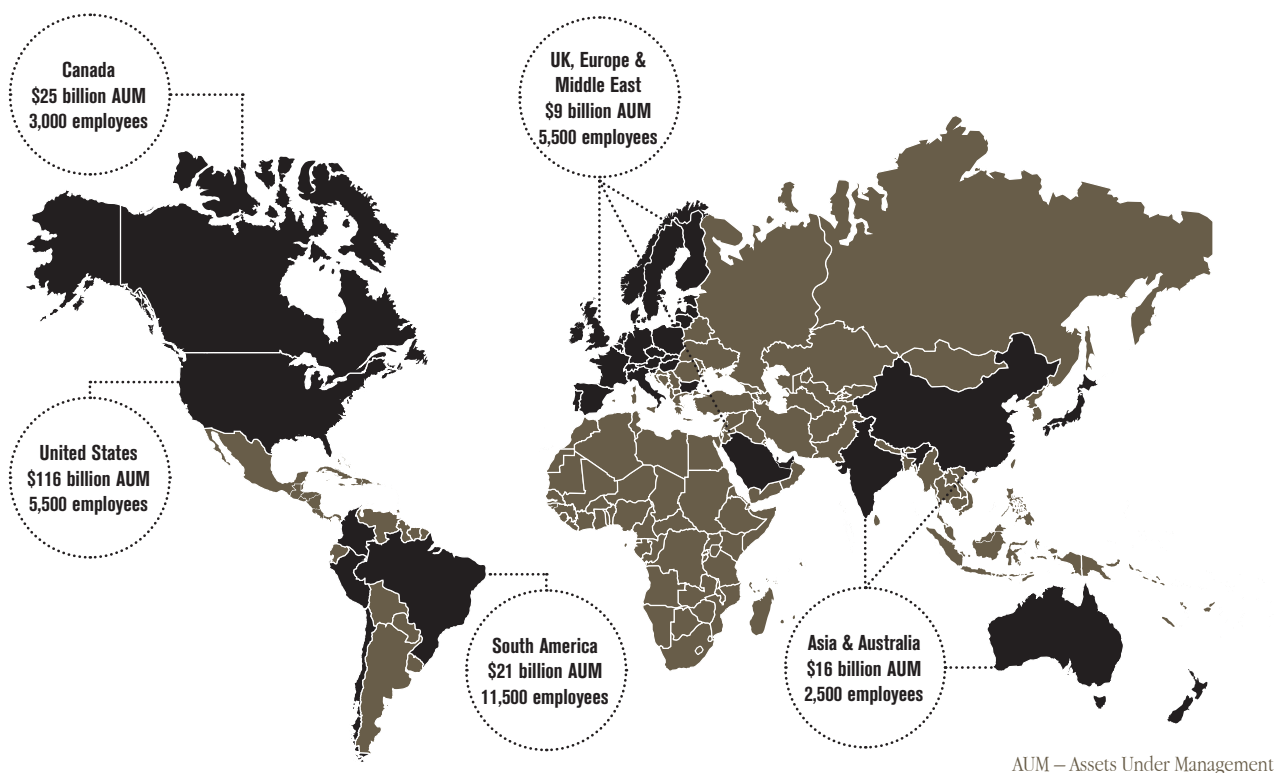 Canada
$25 billion AUM
3,000 employees
UK, Europe &
Middle East
$9 billion AUM
5,500 employees
United States
$116 billion AUM
5,500 employees
South America
$21 billion AUM
11,500 employees
Asia & Australia
$16 billion AUM
2,500 employees
AUM – Assets Under Management